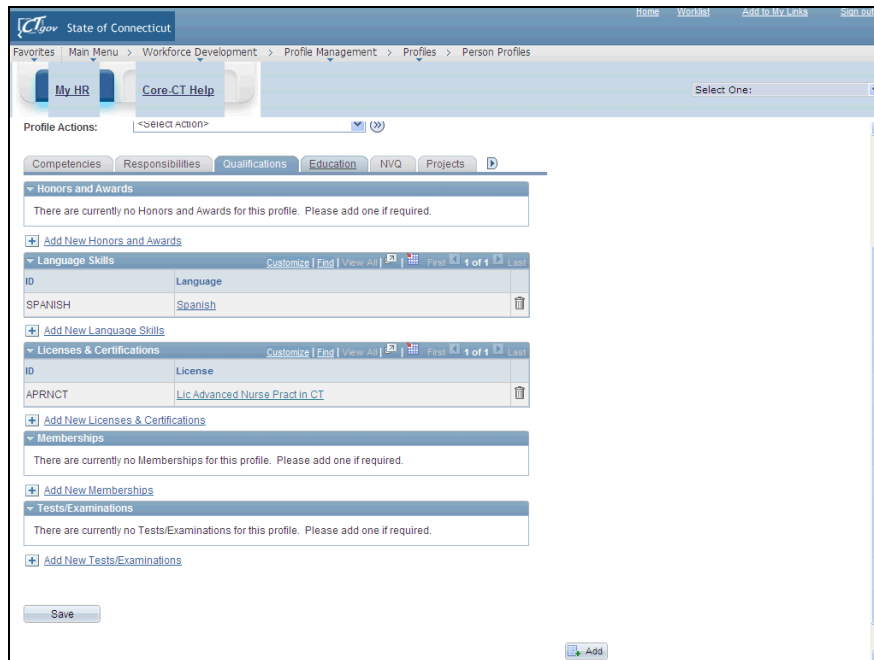 Home Worklist Add to My Links Sign out
CT.gov State of Connecticut
Favorites Main Menu > Workforce Development > Profile Management > Profiles > Person Profiles
My HR Core-CT Help
Select One:
Profile Actions: <Select Action>
Competencies Responsibilities Qualifications Education NVQ Projects
Honors and Awards
There are currently no Honors and Awards for this profile. Please add one if required.
Add New Honors and Awards
Language Skills Customize | Find | View All | | First 1 of 1 Last
ID Language
SPANISH Spanish
Add New Language Skills
Licenses & Certifications Customize | Find | View All | | First 1 of 1 Last
ID License
APRNCT Lic Advanced Nurse Pract in CT
Add New Licenses & Certifications
Memberships
There are currently no Memberships for this profile. Please add one if required.
Add New Memberships
Tests/Examinations
There are currently no Tests/Examinations for this profile. Please add one if required.
Add New Tests/Examinations
Save
Add